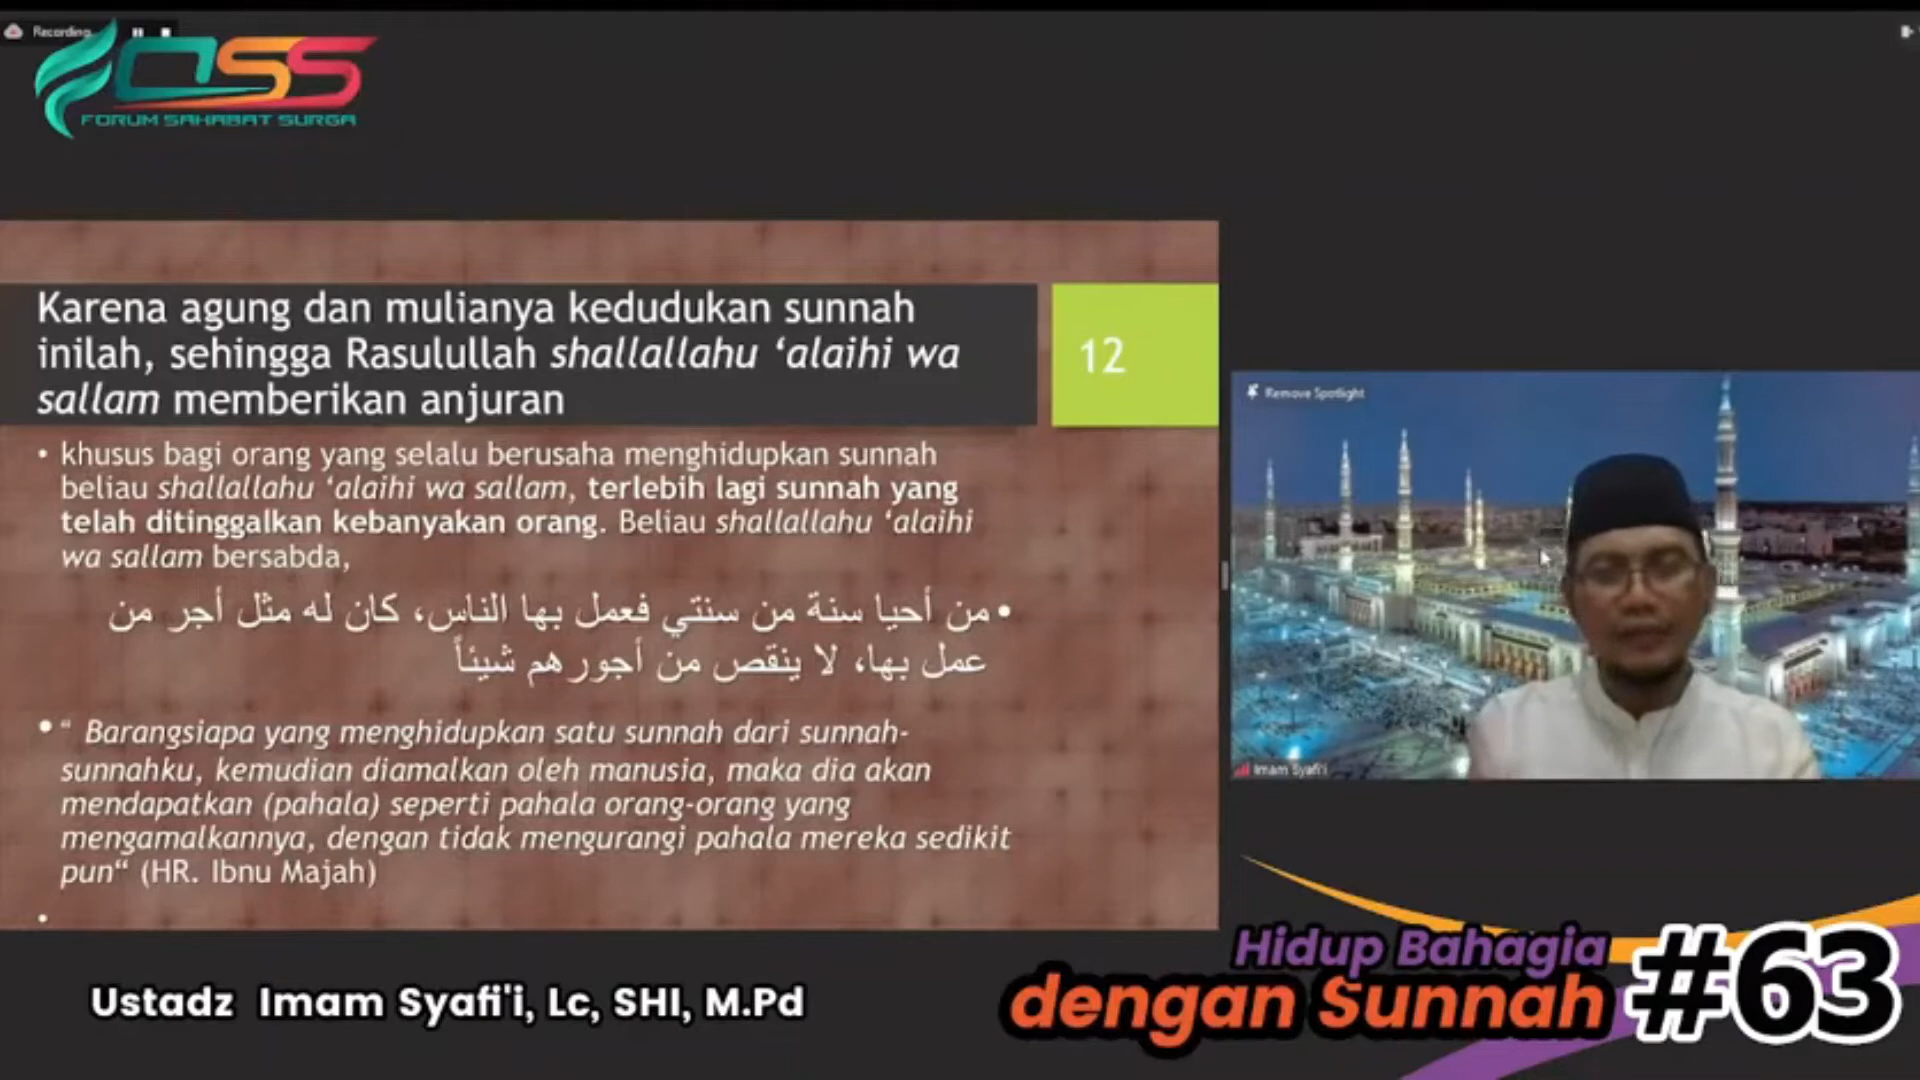 Recording
FOSS
FORUM SAHABAT SURGA
Karena agung dan mulianya kedudukan sunnah
inilah, sehingga Rasulullah shallallahu ‘alaihi wa
sallam memberikan anjuran
12
• khusus bagi orang yang selalu berusaha menghidupkan sunnah
beliau shallallahu ‘alaihi wa sallam, terlebih lagi sunnah yang
telah ditinggalkan kebanyakan orang. Beliau shallallahu ‘alaihi
wa sallam bersabda,
• من أحيا سنة من سنتي فعمل بها الناس، كان له مثل أجر من
عمل بها، لا ينقص من أجورهم شيئاً
• “ Barangsiapa yang menghidupkan satu sunnah dari sunnah-
sunnahku, kemudian diamalkan oleh manusia, maka dia akan
mendapatkan (pahala) seperti pahala orang-orang yang
mengamalkannya, dengan tidak mengurangi pahala mereka sedikit
pun“ (HR. Ibnu Majah)
•
Remove Spotlight
Imam Syafi'i
Ustadz Imam Syafi'i, Lc, SHI, M.Pd
Hidup Bahagia
dengan Sunnah
#63